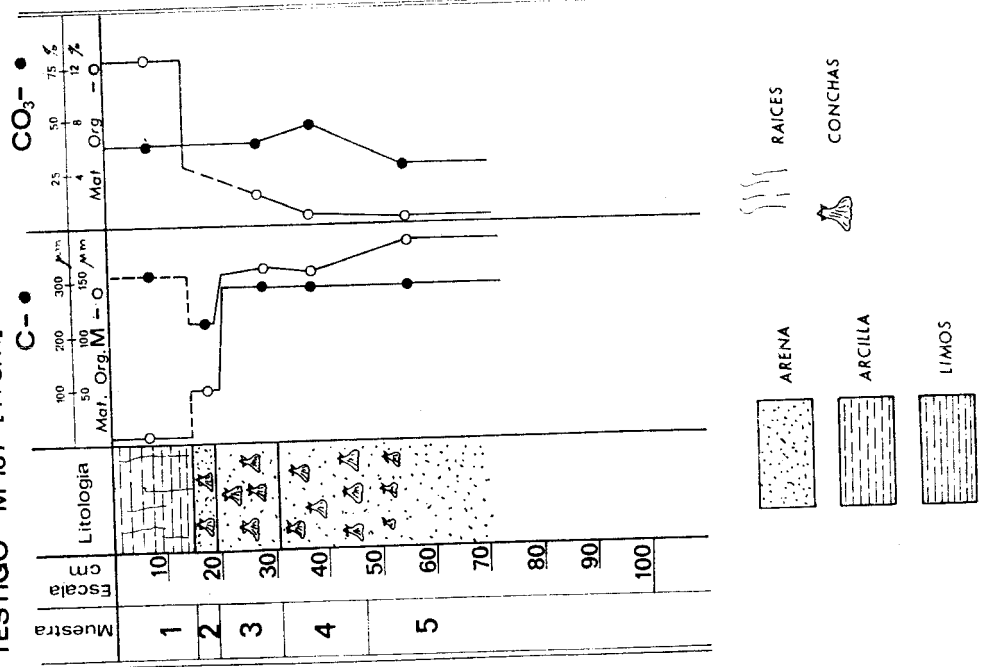 TESTIGO
C- ●
CO₃- ●
Muestra
Escala
cm
Litologia
100 200 300 μm
50 100 150 μm
Mat. Org. M - O
25 50 75 %
4 8 12 %
Mat Org - O
1
2
3
4
5
10
20
30
40
50
60
70
80
90
100
ARENA
ARCILLA
LIMOS
RAICES
CONCHAS